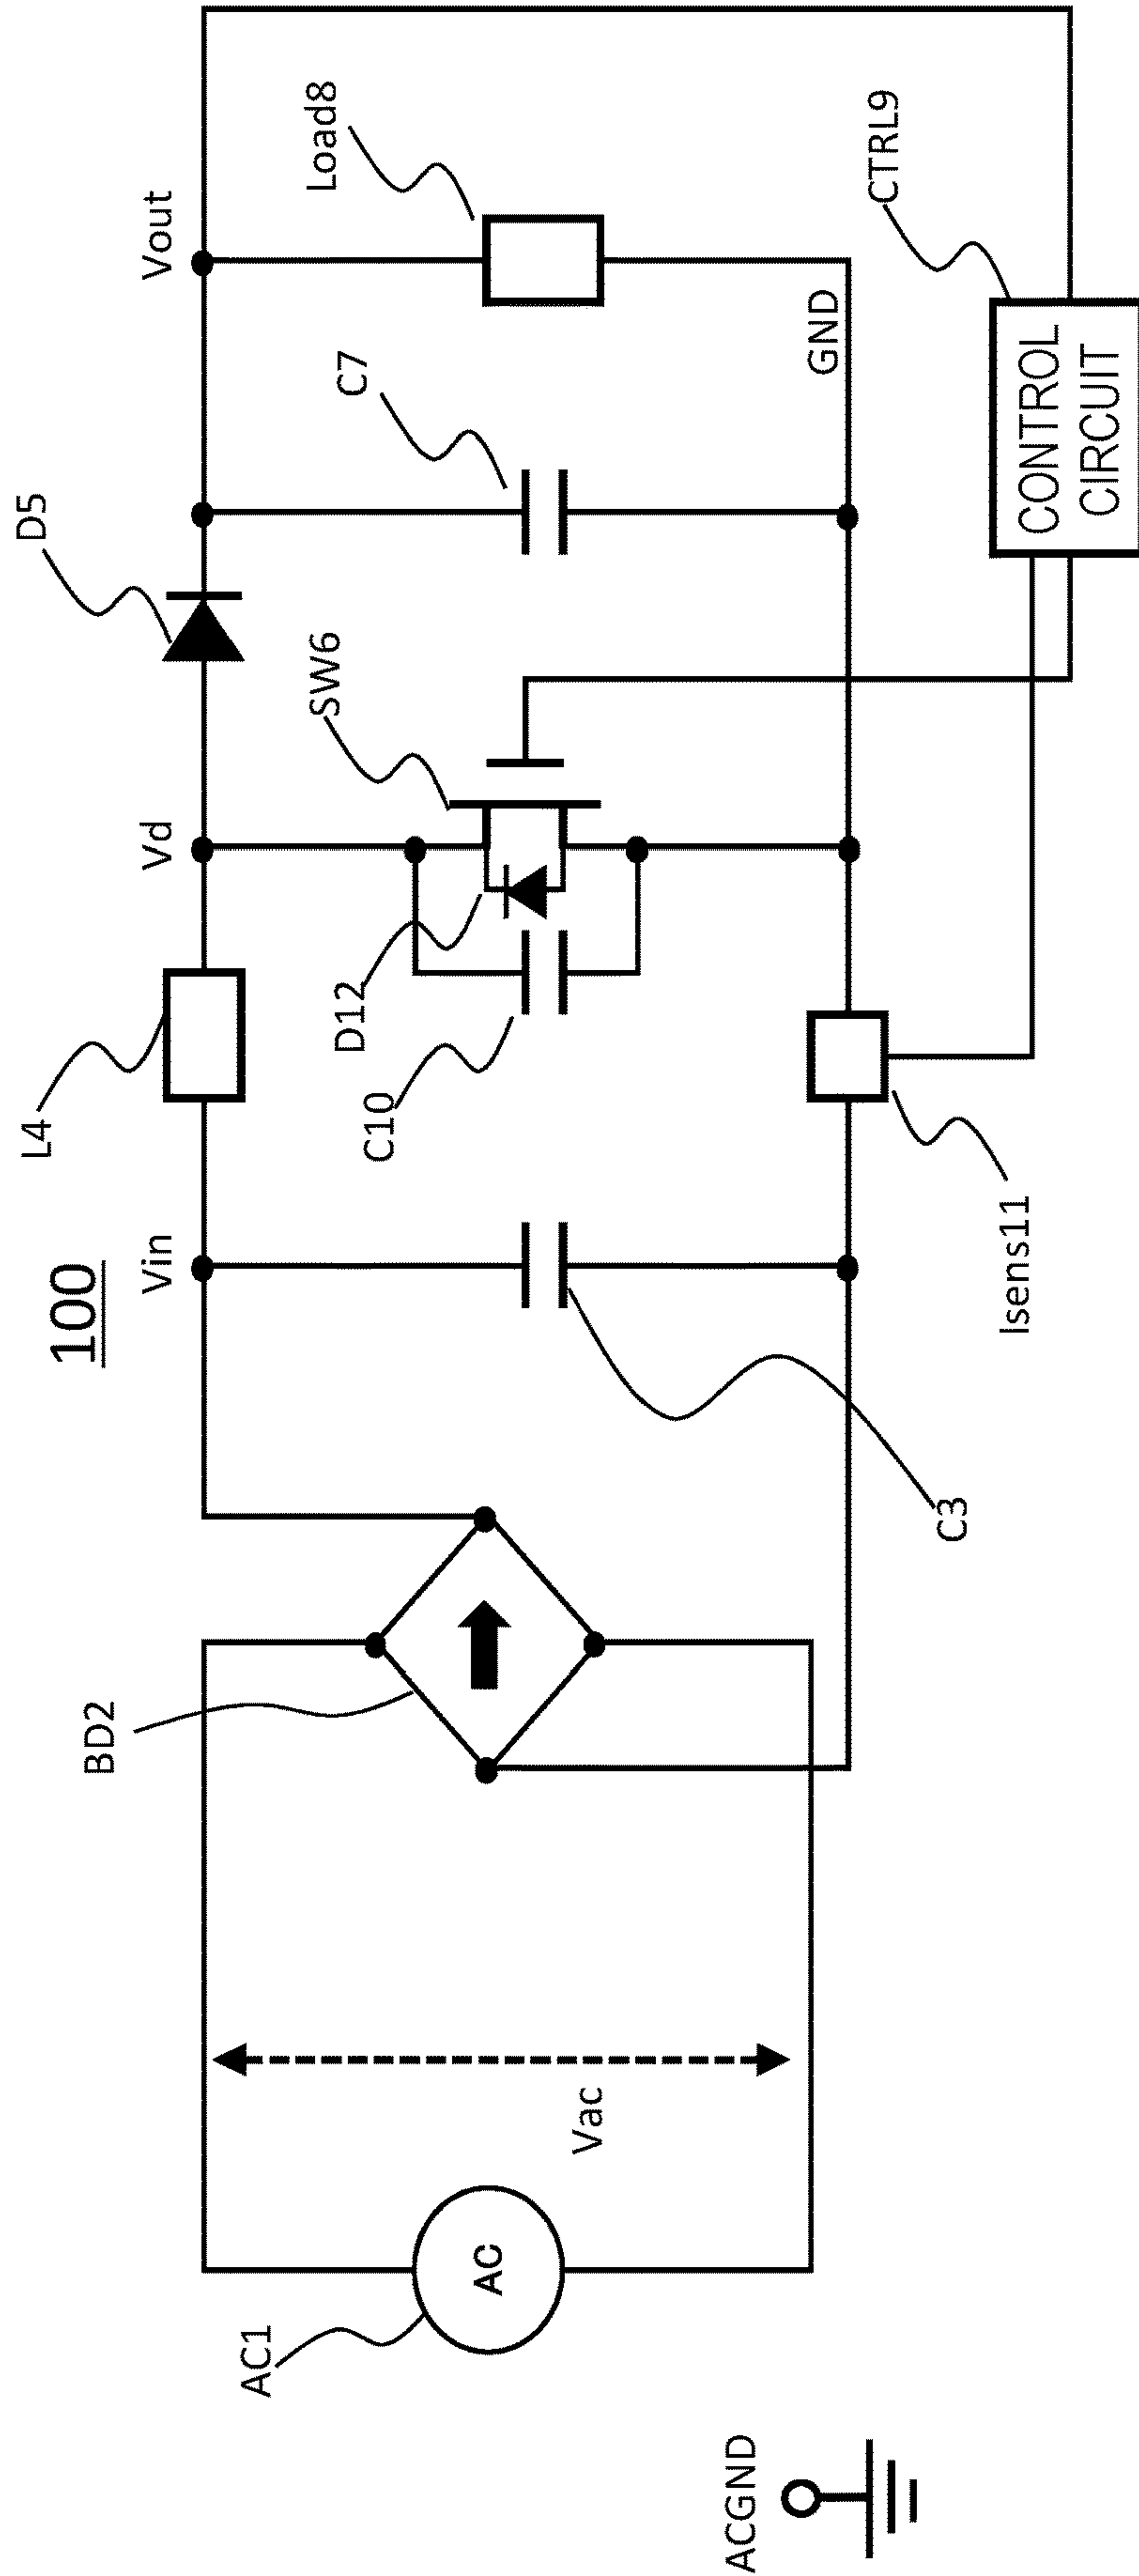 100
L4
D5
Vin
Vd
Vout
BD2
SW6
C7
Load8
D12
C10
AC1
AC
Vac
GND
CTRL9
C3
Isens11
CONTROL
CIRCUIT
ACGND